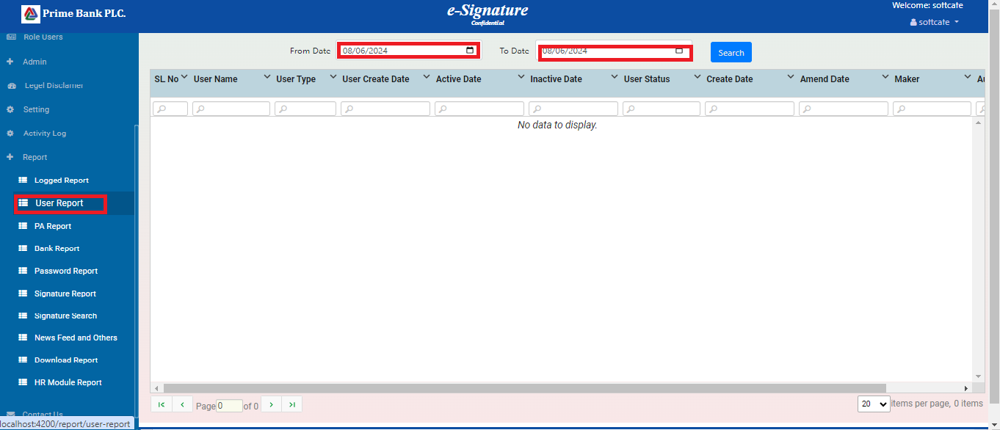 Prime Bank PLC.
e-Signature
Confidential
Welcome: softcafe
softcafe
Role Users
Admin
Legel Disclamer
Setting
Activity Log
Report
Logged Report
User Report
PA Report
Bank Report
Password Report
Signature Report
Signature Search
News Feed and Others
Download Report
HR Module Report
Contact Us
localhost:4200/report/user-report
From Date 08/06/2024 To Date 08/06/2024 Search
SL No User Name User Type User Create Date Active Date Inactive Date User Status Create Date Amend Date Maker
No data to display.
Page 0 of 0 20 items per page, 0 items